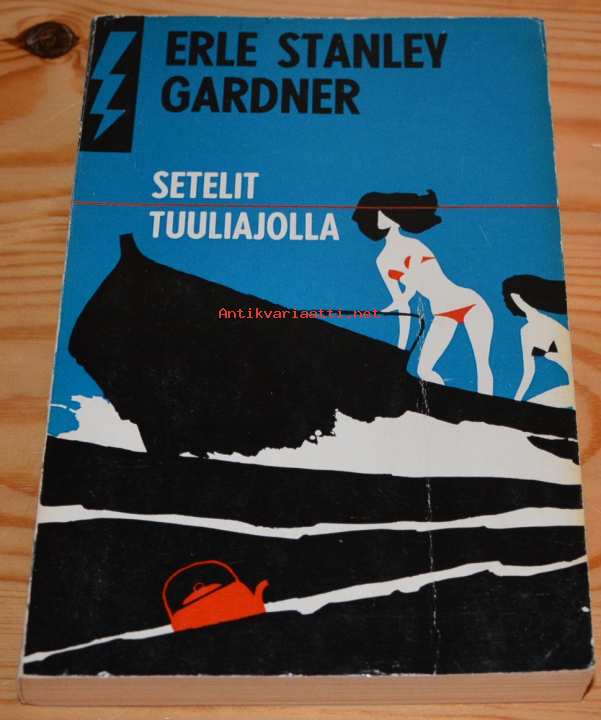 ERLE STANLEY
GARDNER
SETELIT
TUULIAJOLLA
Antikvariaatti.net